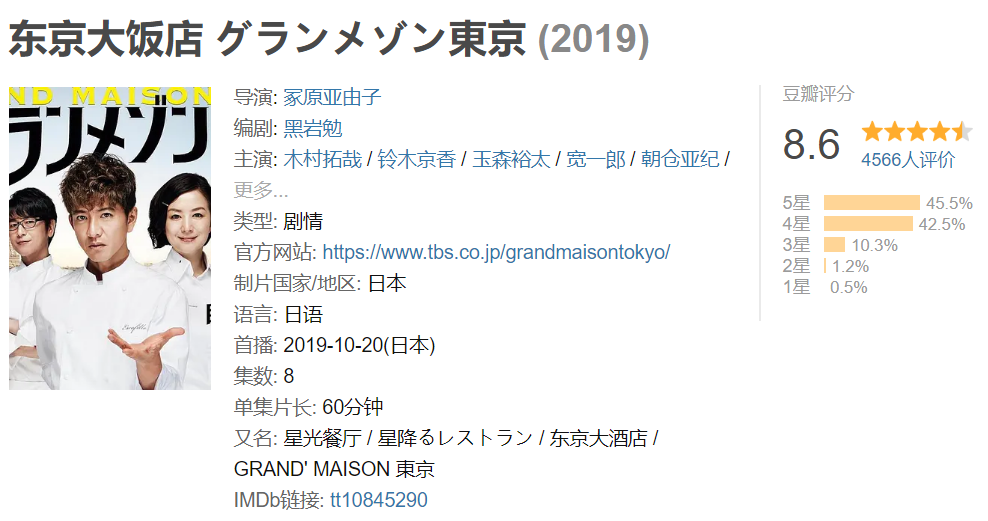 东京大饭店 グランメゾン東京 (2019)
ND MAISON
ランメゾン
导演: 冢原亚由子
编剧: 黑岩勉
主演: 木村拓哉 / 铃木京香 / 玉森裕太 / 宽一郎 / 朝仓亚纪 /
更多...
类型: 剧情
官方网站: https://www.tbs.co.jp/grandmaisontokyo/
制片国家/地区: 日本
语言: 日语
首播: 2019-10-20(日本)
集数: 8
单集片长: 60分钟
又名: 星光餐厅 / 星降るレストラン / 东京大酒店 /
GRAND' MAISON 東京
IMDb链接: tt10845290
豆瓣评分
8.6
4566人评价
5星 45.5%
4星 42.5%
3星 10.3%
2星 1.2%
1星 0.5%